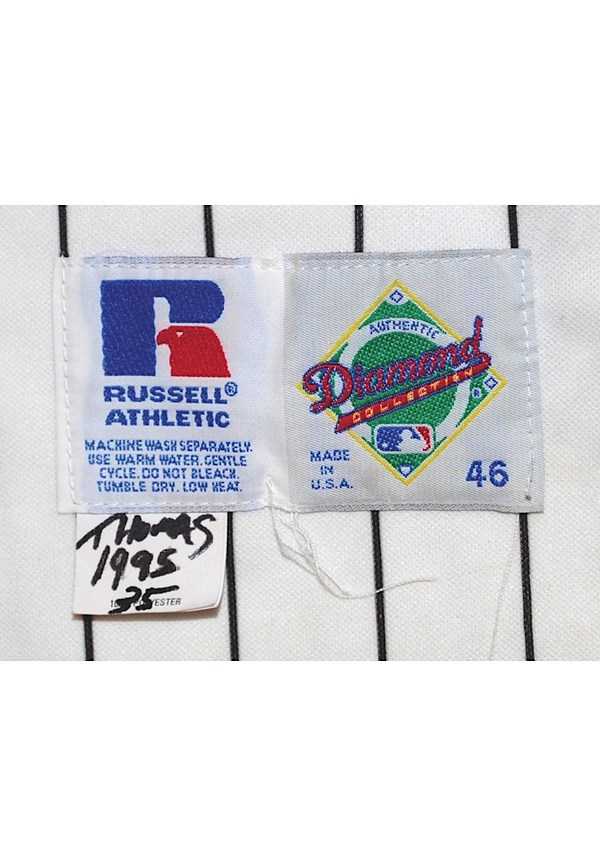 RUSSELL®
ATHLETIC
MACHINE WASH SEPARATELY.
USE WARM WATER. GENTLE
CYCLE. DO NOT BLEACH.
TUMBLE DRY. LOW HEAT.
AUTHENTIC
Diamond
COLLECTION
MADE
IN
U.S.A.
46
THOMAS
1995
35